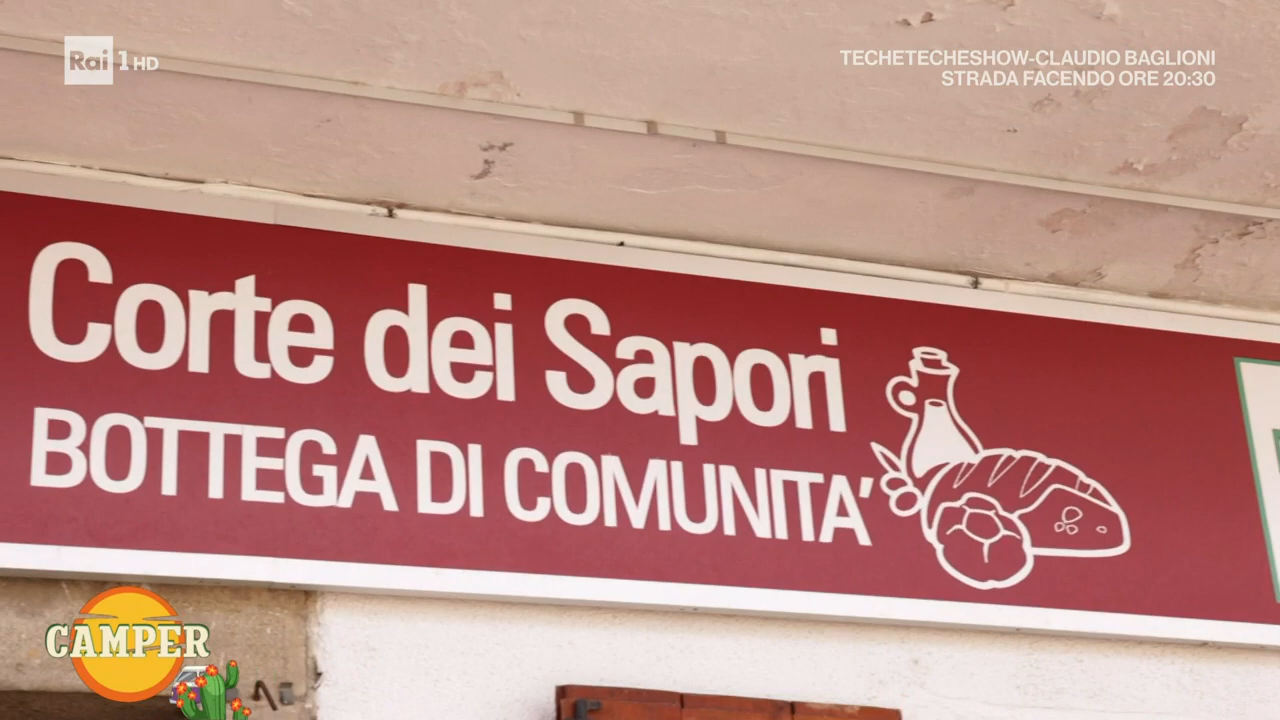 Rai 1 HD
TECHETECHESHOW-CLAUDIO BAGLIONI
STRADA FACENDO ORE 20:30
Corte dei Sapori
BOTTEGA DI COMUNITA'
CAMPER